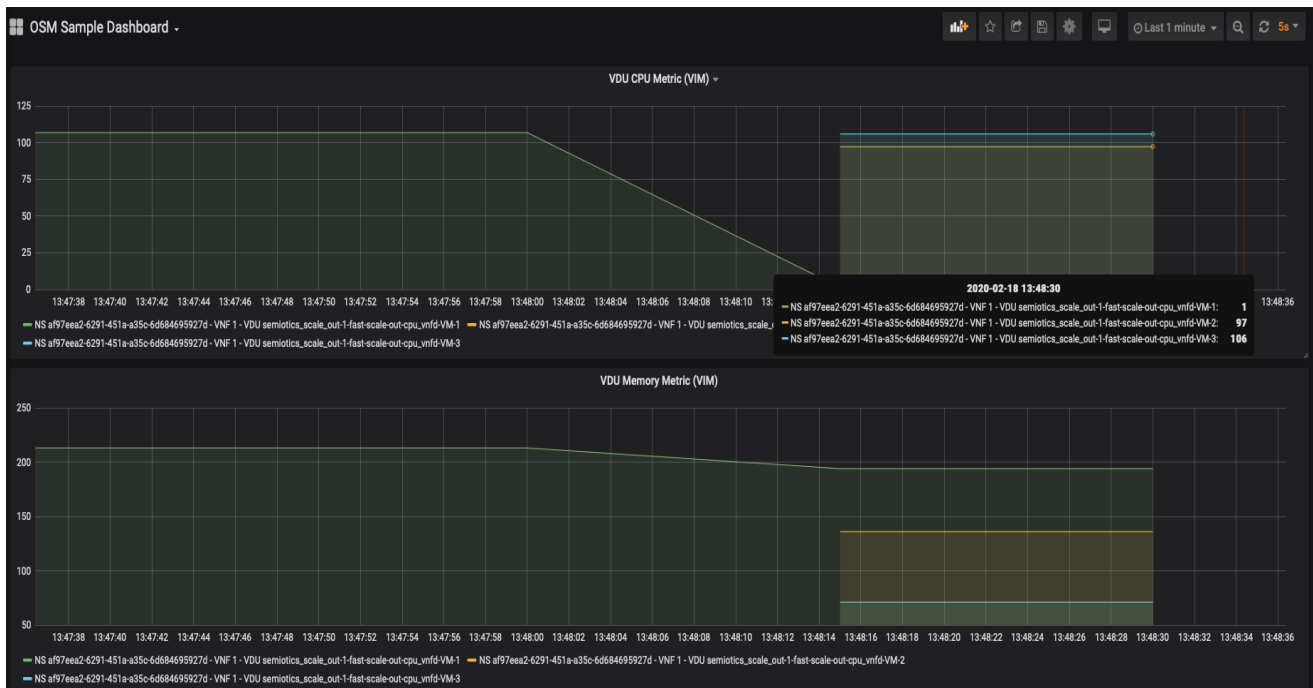 OSM Sample Dashboard
Last 1 minute
5s
VDU CPU Metric (VIM)
125
100
75
50
25
0
13:47:38 13:47:40 13:47:42 13:47:44 13:47:46 13:47:48 13:47:50 13:47:52 13:47:54 13:47:56 13:47:58 13:48:00 13:48:02 13:48:04 13:48:06 13:48:08 13:48:10 13:48:36
NS af97eea2-6291-451a-a35c-6d684695927d - VNF 1 - VDU semiotics_scale_out-1-fast-scale-out-cpu_vnfd-VM-1 NS af97eea2-6291-451a-a35c-6d684695927d - VNF 1 - VDU
NS af97eea2-6291-451a-a35c-6d684695927d - VNF 1 - VDU semiotics_scale_out-1-fast-scale-out-cpu_vnfd-VM-3
2020-02-18 13:48:30
NS af97eea2-6291-451a-a35c-6d684695927d - VNF 1 - VDU semiotics_scale_out-1-fast-scale-out-cpu_vnfd-VM-1: 1
NS af97eea2-6291-451a-a35c-6d684695927d - VNF 1 - VDU semiotics_scale_out-1-fast-scale-out-cpu_vnfd-VM-2: 97
NS af97eea2-6291-451a-a35c-6d684695927d - VNF 1 - VDU semiotics_scale_out-1-fast-scale-out-cpu_vnfd-VM-3: 106
VDU Memory Metric (VIM)
250
200
150
100
50
13:47:38 13:47:40 13:47:42 13:47:44 13:47:46 13:47:48 13:47:50 13:47:52 13:47:54 13:47:56 13:47:58 13:48:00 13:48:02 13:48:04 13:48:06 13:48:08 13:48:10 13:48:12 13:48:14 13:48:16 13:48:18 13:48:20 13:48:22 13:48:24 13:48:26 13:48:28 13:48:30 13:48:32 13:48:34 13:48:36
NS af97eea2-6291-451a-a35c-6d684695927d - VNF 1 - VDU semiotics_scale_out-1-fast-scale-out-cpu_vnfd-VM-1 NS af97eea2-6291-451a-a35c-6d684695927d - VNF 1 - VDU semiotics_scale_out-1-fast-scale-out-cpu_vnfd-VM-2
NS af97eea2-6291-451a-a35c-6d684695927d - VNF 1 - VDU semiotics_scale_out-1-fast-scale-out-cpu_vnfd-VM-3